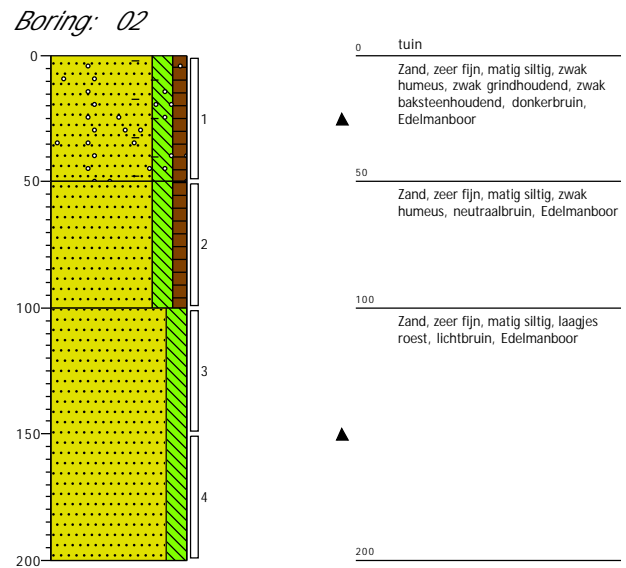 Boring: 02
0
50
100
150
200
1
2
3
4
0 tuin
Zand, zeer fijn, matig siltig, zwak
humeus, zwak grindhoudend, zwak
baksteenhoudend, donkerbruin,
Edelmanboor
50
Zand, zeer fijn, matig siltig, zwak
humeus, neutraalbruin, Edelmanboor
100
Zand, zeer fijn, matig siltig, laagjes
roest, lichtbruin, Edelmanboor
200